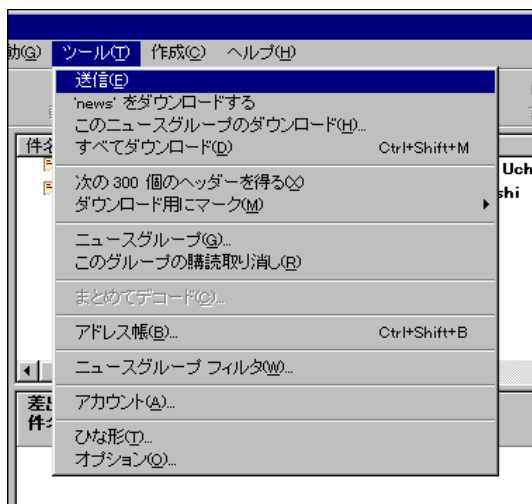 動(G) ツール(T) 作成(C) ヘルプ(H)
送信(E)
'news' をダウンロードする
このニュースグループのダウンロード(H)...
すべてダウンロード(D) Ctrl+Shift+M
次の 300 個のヘッダーを得る(X)
ダウンロード用にマーク(M)
ニュースグループ(G)...
このグループの購読取り消し(R)
まとめてデコード(C)...
アドレス帳(B)... Ctrl+Shift+B
ニュースグループ フィルタ(W)...
アカウント(A)...
ひな形(T)...
オプション(O)...
件名
Uch
shi
差出
件名